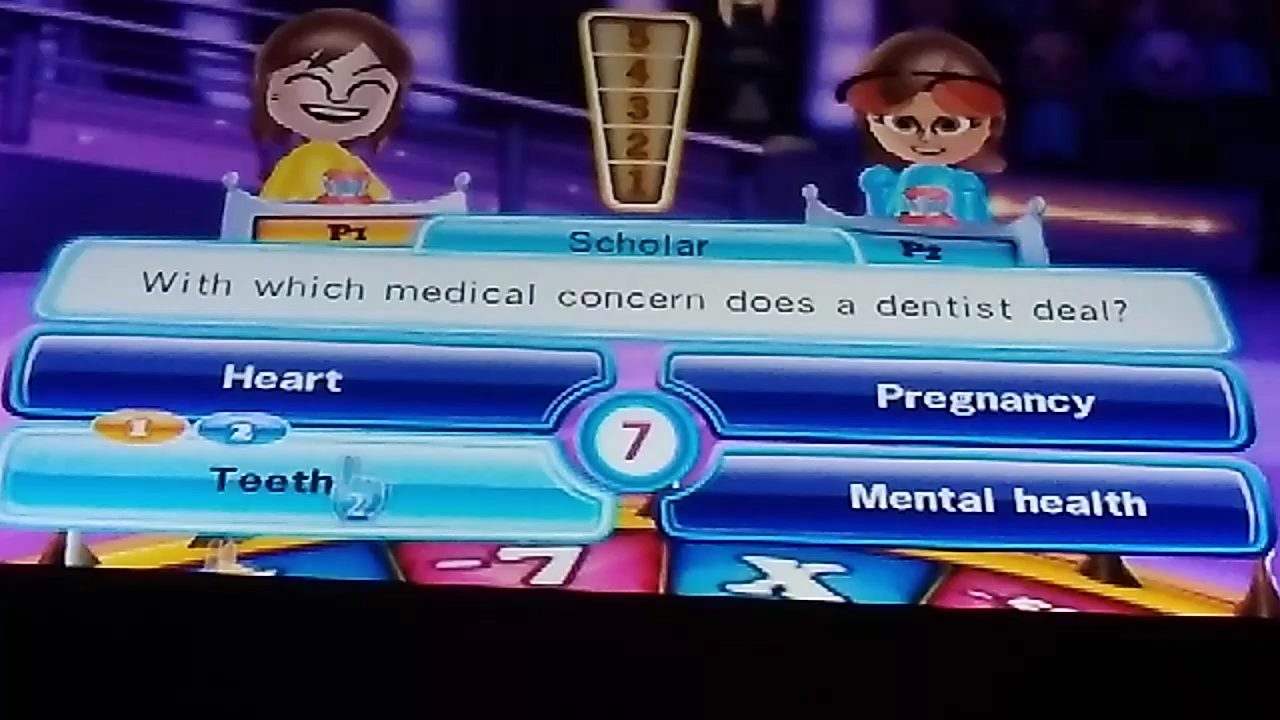 5
4
3
2
1
P1
Scholar
P2
With which medical concern does a dentist deal?
Heart
Pregnancy
7
1 2
Teeth
2
Mental health
-7
X